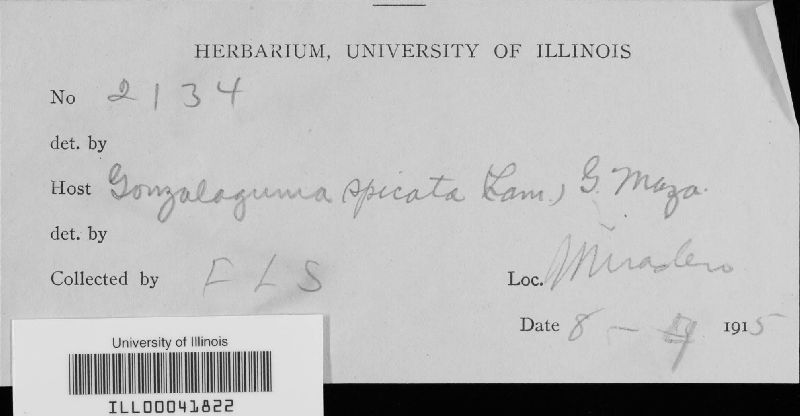 HERBARIUM, UNIVERSITY OF ILLINOIS
No 2134
det. by
Host Gonzalagunia spicata (Lam.) G. Maza.
det. by
Collected by F L S
Loc. Miradero
Date 8 - 1915
University of Illinois
ILL00041822